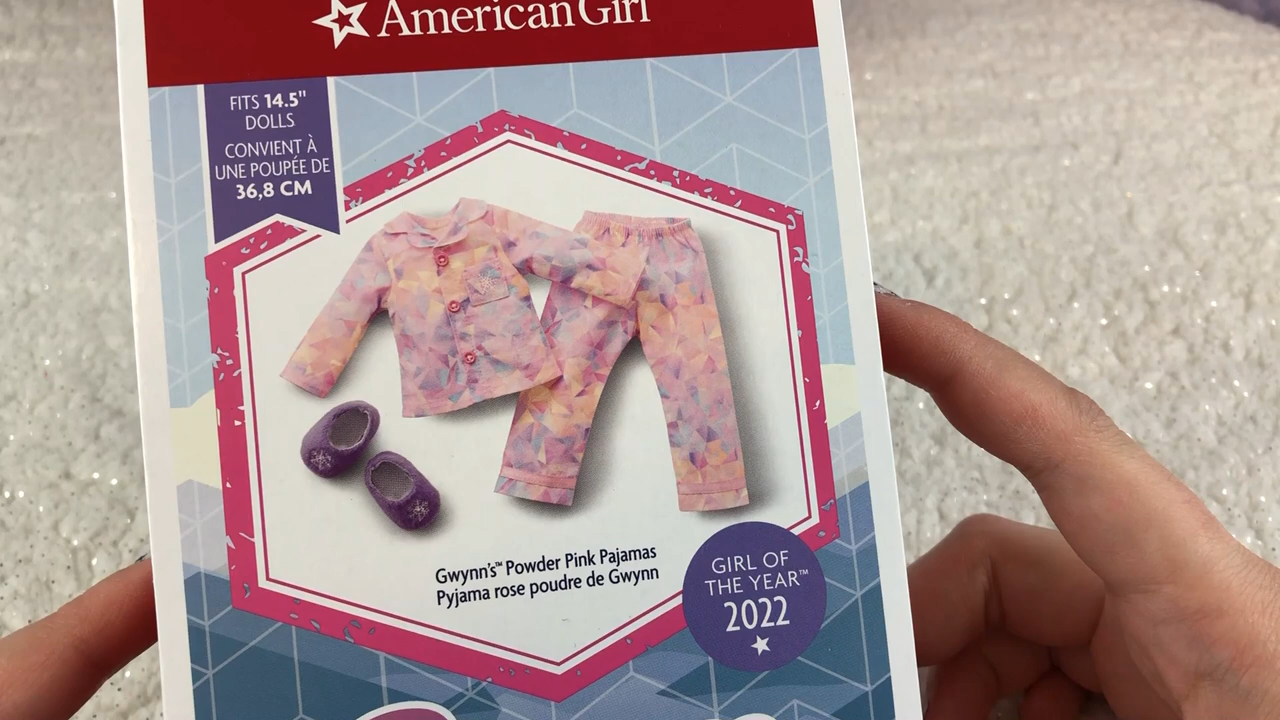 American Girl
FITS 14.5"
DOLLS
CONVIENT À
UNE POUPÉE DE
36,8 CM
Gwynn's™ Powder Pink Pajamas
Pyjama rose poudre de Gwynn
GIRL OF
THE YEAR™
2022